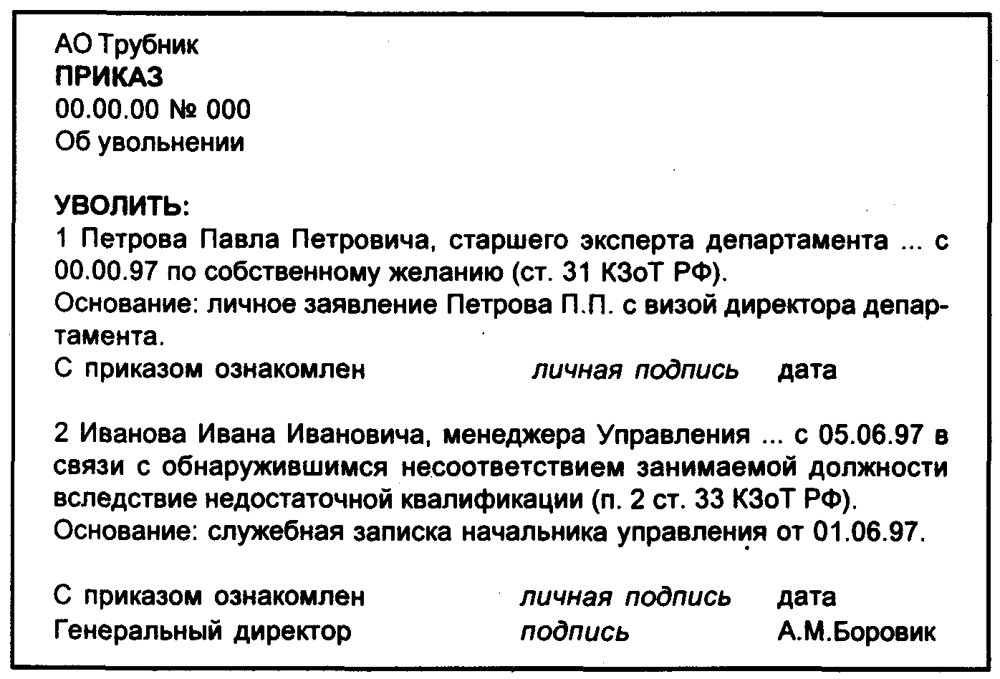 АО Трубник
ПРИКАЗ
00.00.00 № 000
Об увольнении
УВОЛИТЬ:
1 Петрова Павла Петровича, старшего эксперта департамента ... с
00.00.97 по собственному желанию (ст. 31 КЗоТ РФ).
Основание: личное заявление Петрова П.П. с визой директора депар-
тамента.
С приказом ознакомлен личная подпись дата
2 Иванова Ивана Ивановича, менеджера Управления ... с 05.06.97 в
связи с обнаружившимся несоответствием занимаемой должности
вследствие недостаточной квалификации (п. 2 ст. 33 КЗоТ РФ).
Основание: служебная записка начальника управления от 01.06.97.
С приказом ознакомлен личная подпись дата
Генеральный директор подпись А.М.Боровик